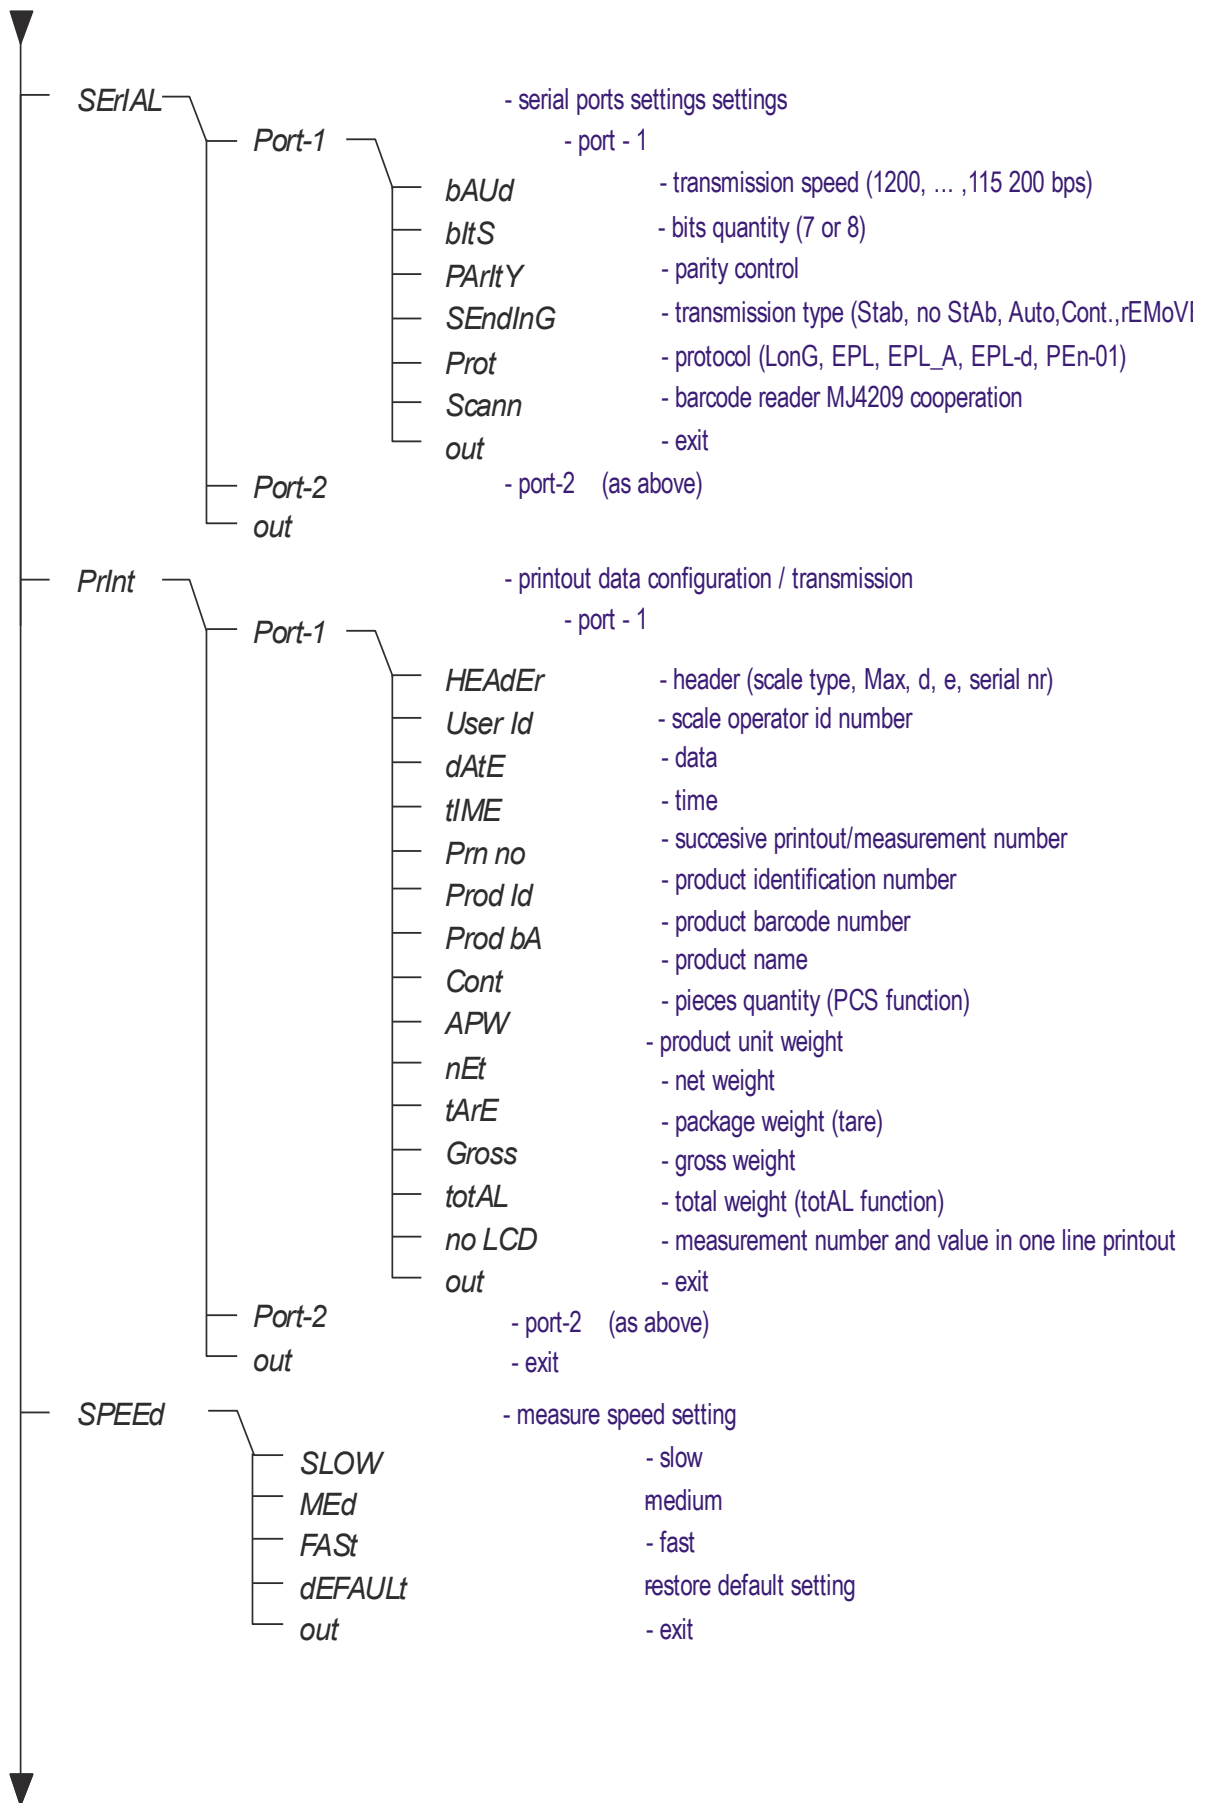 SErIAL - serial ports settings settings
Port-1 - port - 1
bAUd - transmission speed (1200, ... ,115 200 bps)
bItS - bits quantity (7 or 8)
PArItY - parity control
SEndInG - transmission type (Stab, no StAb, Auto,Cont.,rEMoVI
Prot - protocol (LonG, EPL, EPL_A, EPL-d, PEn-01)
Scann - barcode reader MJ4209 cooperation
out - exit
Port-2 - port-2 (as above)
out
PrInt - printout data configuration / transmission
Port-1 - port - 1
HEAdEr - header (scale type, Max, d, e, serial nr)
User Id - scale operator id number
dAtE - data
tIME - time
Prn no - succesive printout/measurement number
Prod Id - product identification number
Prod bA - product barcode number
- product name
Cont - pieces quantity (PCS function)
APW - product unit weight
nEt - net weight
tArE - package weight (tare)
Gross - gross weight
totAL - total weight (totAL function)
no LCD - measurement number and value in one line printout
out - exit
Port-2 - port-2 (as above)
out - exit
SPEEd - measure speed setting
SLOW - slow
MEd - medium
FASt - fast
dEFAULt - restore default setting
out - exit